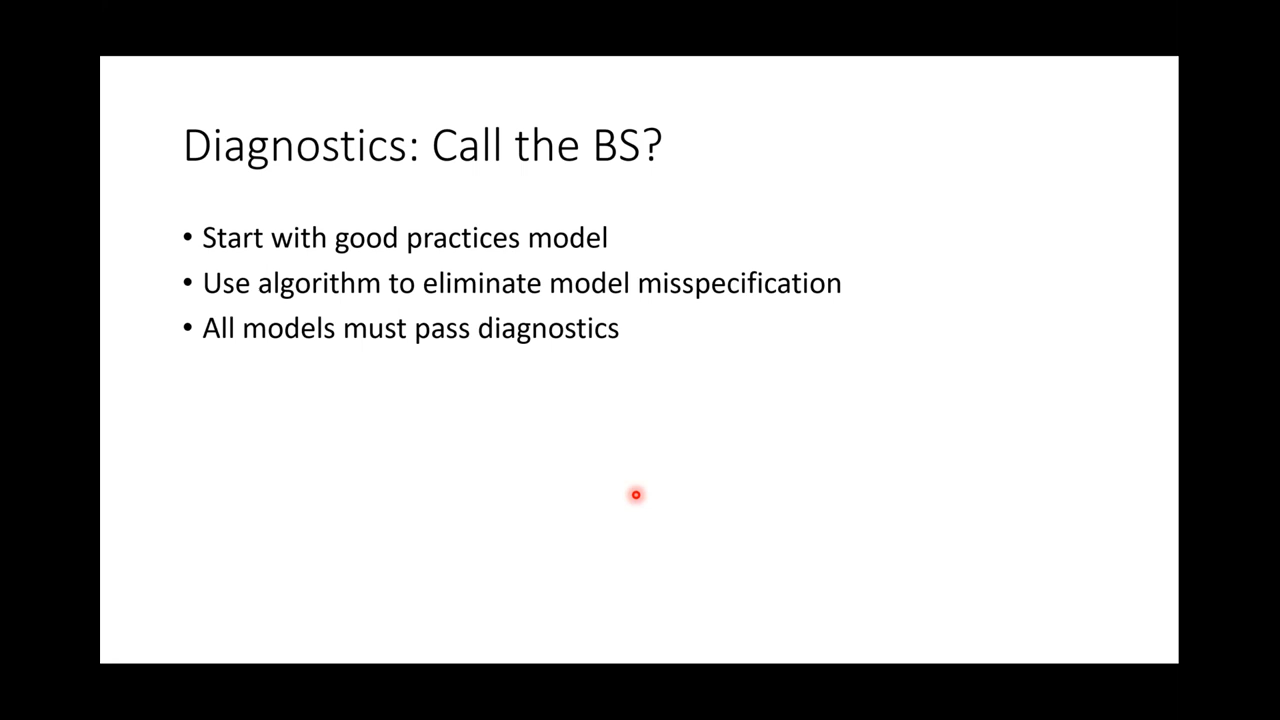 Diagnostics: Call the BS?
• Start with good practices model
• Use algorithm to eliminate model misspecification
• All models must pass diagnostics